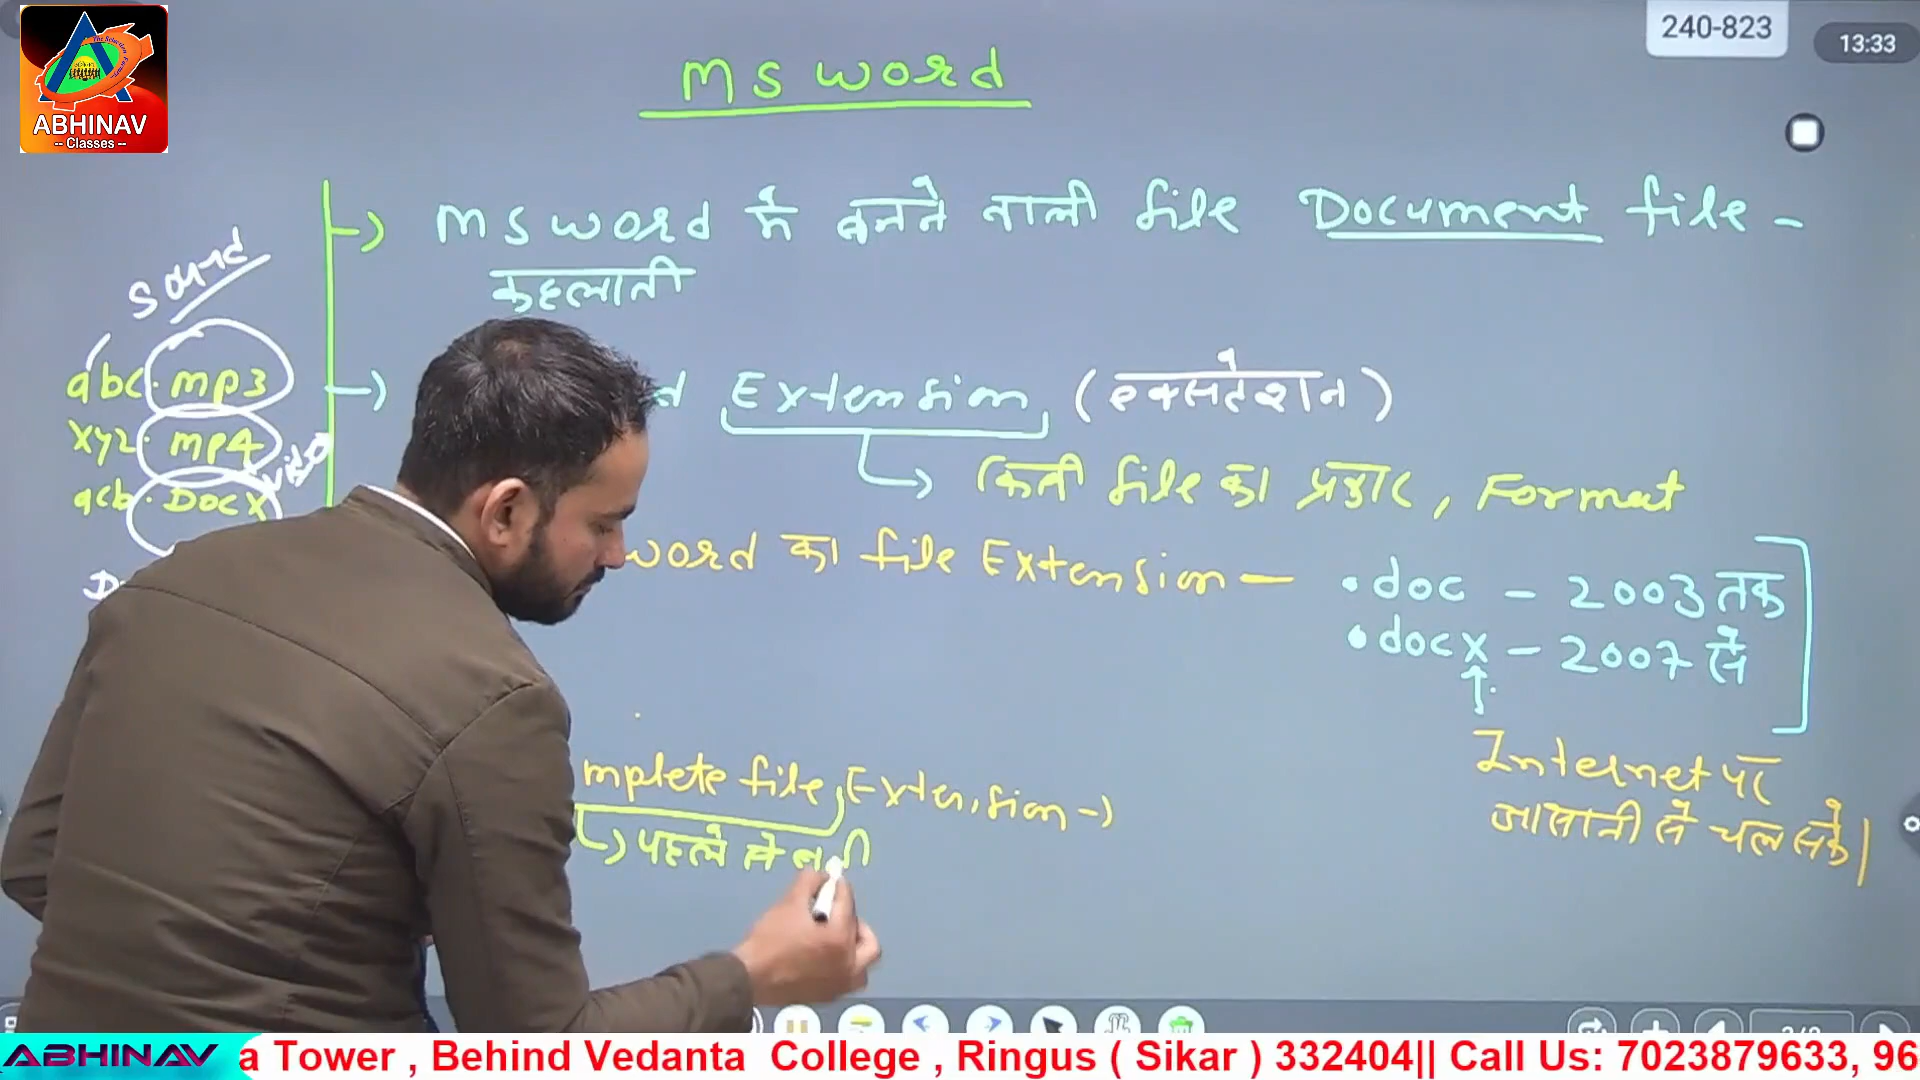 ABHINAV
-- Classes --
240-823
13:33
MS WORD
MS WORD में बनने वाली file Document file -
कहलाती
Sound
abc. mp3
xyz. mp4
Video
acb. Docx
Extension (एक्सटेंशन)
किसी file का प्रकार, Format
word का file Extension —
.doc - 2003 तक
.docx - 2007 से
Internet पर
आसानी से चल सके।
mplete file Extension →
पहले से
ABHINAV
a Tower , Behind Vedanta College , Ringus ( Sikar ) 332404|| Call Us: 7023879633, 96